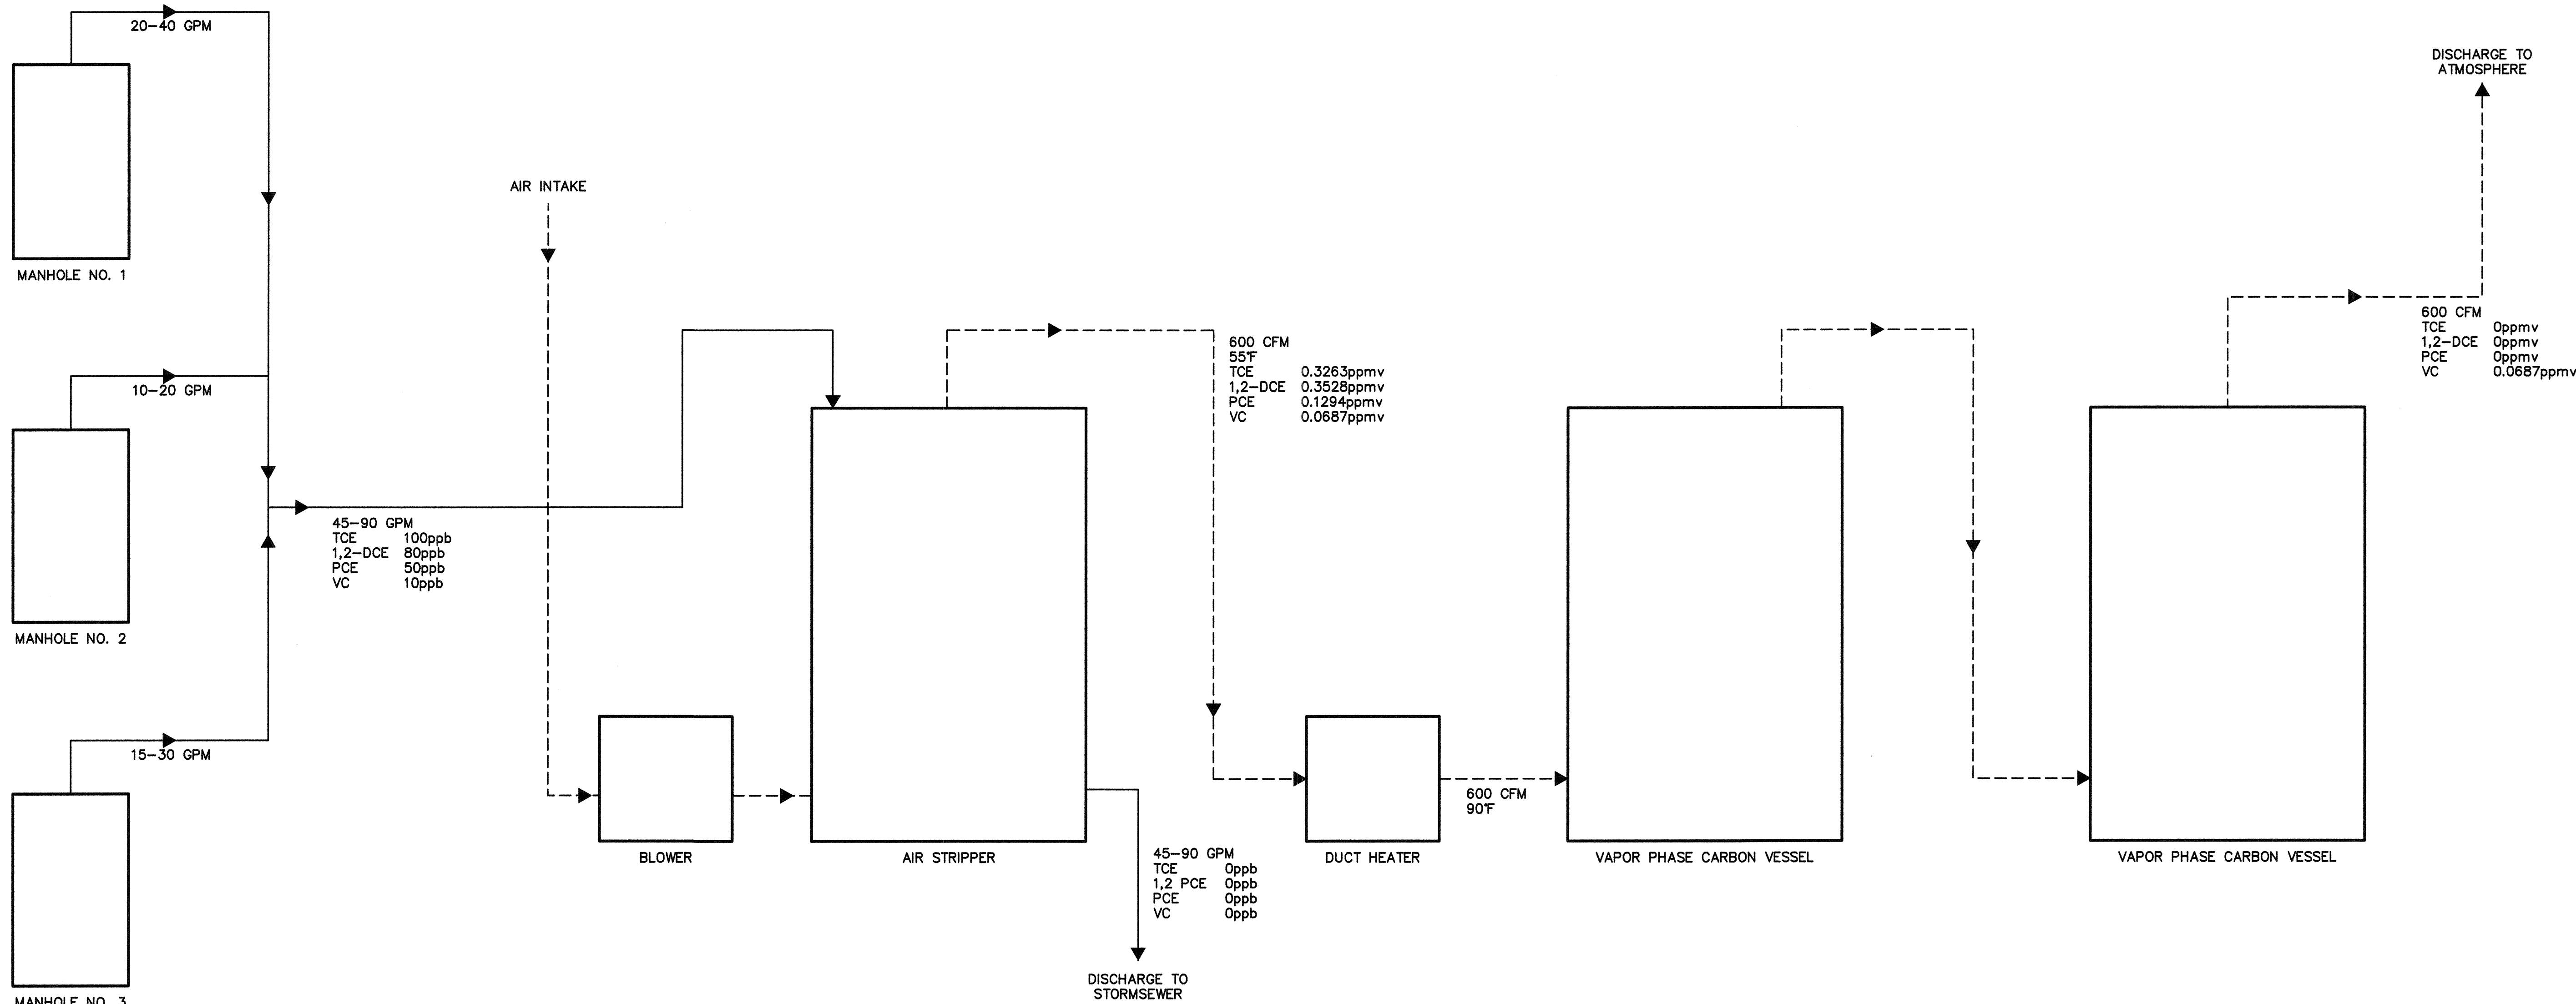 20-40 GPM
MANHOLE NO. 1
10-20 GPM
MANHOLE NO. 2
15-30 GPM
MANHOLE NO. 3
45-90 GPM
TCE 100ppb
1,2-DCE 80ppb
PCE 50ppb
VC 10ppb
AIR INTAKE
BLOWER
AIR STRIPPER
45-90 GPM
TCE 0ppb
1,2 PCE 0ppb
PCE 0ppb
VC 0ppb
DISCHARGE TO
STORMSEWER
600 CFM
55°F
TCE 0.3263ppmv
1,2-DCE 0.3528ppmv
PCE 0.1294ppmv
VC 0.0687ppmv
DUCT HEATER
600 CFM
90°F
VAPOR PHASE CARBON VESSEL
VAPOR PHASE CARBON VESSEL
600 CFM
TCE 0ppmv
1,2-DCE 0ppmv
PCE 0ppmv
VC 0.0687ppmv
DISCHARGE TO
ATMOSPHERE